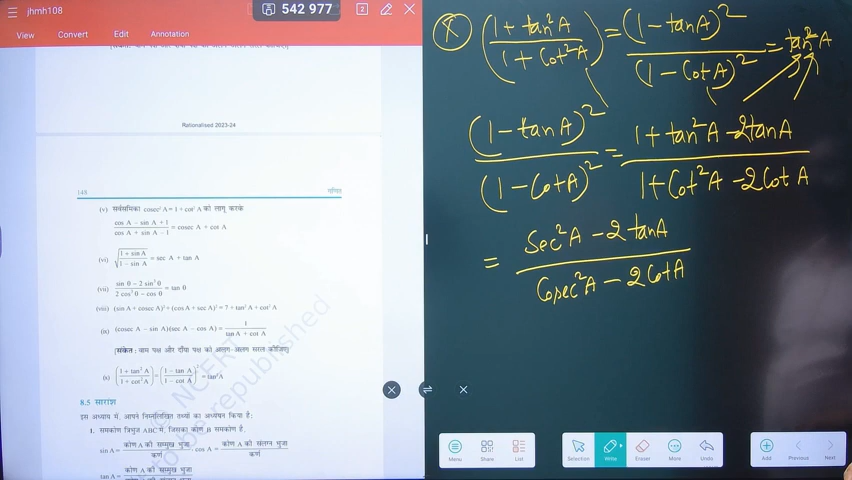 jhmh108
542 977
2
View Convert Edit Annotation
Rationalised 2023-24
148 गणित
(v) सर्वसमिका cosec² A = 1 + cot² A को लागू करके
(cos A – sin A + 1)/(cos A + sin A – 1) = cosec A + cot A
(vi) √((1 + sin A)/(1 – sin A)) = sec A + tan A
(vii) (sin θ – 2 sin³ θ)/(2 cos³ θ – cos θ) = tan θ
(viii) (sin A + cosec A)² + (cos A + sec A)² = 7 + tan² A + cot² A
(ix) (cosec A – sin A)(sec A – cos A) = 1/(tan A + cot A)
[संकेत : वाम पक्ष और दाँया पक्ष को अलग-अलग सरल कीजिए]
(x) ((1 + tan² A)/(1 + cot² A)) = ((1 – tan A)/(1 – cot A))² = tan² A
© NCERT
not to be republished
8.5 सारांश
इस अध्याय में, आपने निम्नलिखित तथ्यों का अध्ययन किया है:
1. समकोण त्रिभुज ABC में, जिसका कोण B समकोण है,
sin A = कोण A की सम्मुख भुजा/कर्ण, cos A = कोण A की संलग्न भुजा/कर्ण
tan A = कोण A की सम्मुख भुजा
(x) ((1 + tan²A)/(1 + Cot²A)) = (1 – tanA)²/(1 – CotA)² = tan²A
(1 – tanA)²/(1 – CotA)² = (1 + tan²A – 2tanA)/(1 + Cot²A – 2CotA)
= (Sec²A – 2tanA)/(Cosec²A – 2CotA)
Menu Share List Selection Write Eraser More Undo Add Previous Next